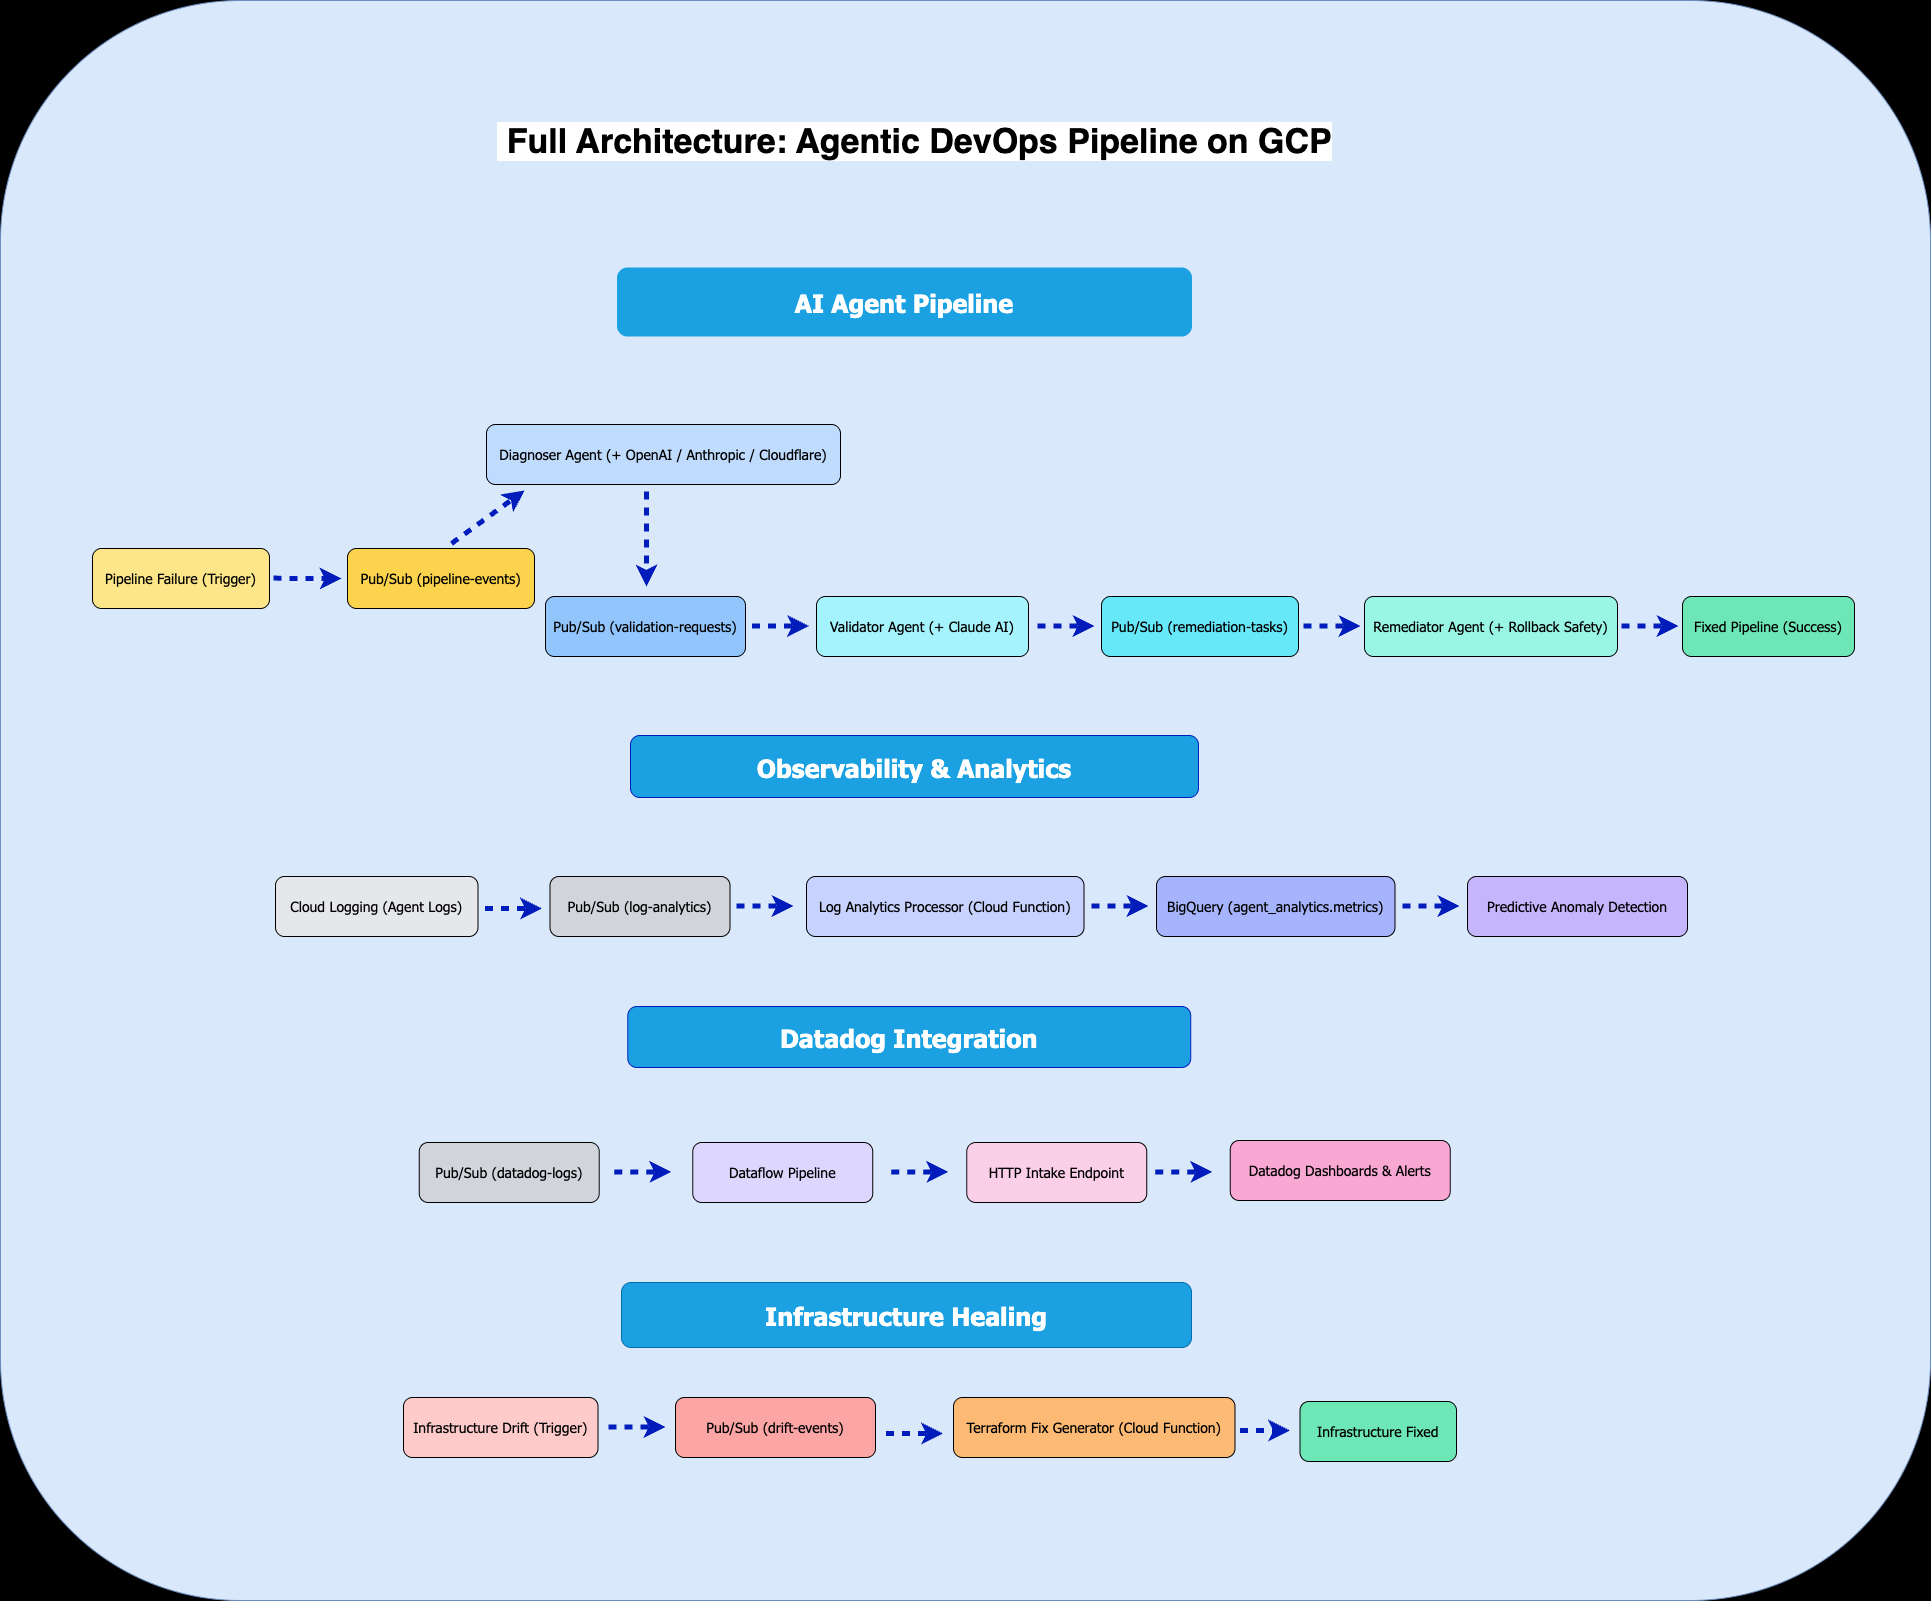 Full Architecture: Agentic DevOps Pipeline on GCP
AI Agent Pipeline
Diagnoser Agent (+ OpenAI / Anthropic / Cloudflare)
Pipeline Failure (Trigger)
Pub/Sub (pipeline-events)
Pub/Sub (validation-requests)
Validator Agent (+ Claude AI)
Pub/Sub (remediation-tasks)
Remediator Agent (+ Rollback Safety)
Fixed Pipeline (Success)
Observability & Analytics
Cloud Logging (Agent Logs)
Pub/Sub (log-analytics)
Log Analytics Processor (Cloud Function)
BigQuery (agent_analytics.metrics)
Predictive Anomaly Detection
Datadog Integration
Pub/Sub (datadog-logs)
Dataflow Pipeline
HTTP Intake Endpoint
Datadog Dashboards & Alerts
Infrastructure Healing
Infrastructure Drift (Trigger)
Pub/Sub (drift-events)
Terraform Fix Generator (Cloud Function)
Infrastructure Fixed